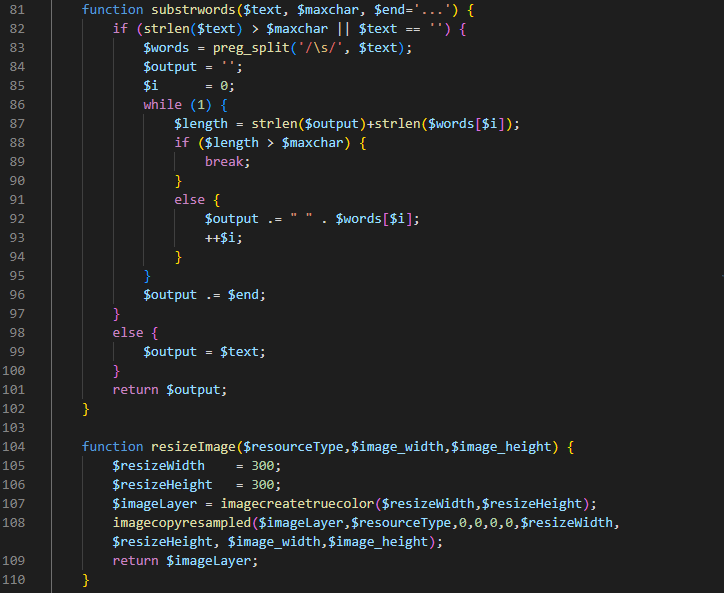 81 function substrwords($text, $maxchar, $end='...') {
82 if (strlen($text) > $maxchar || $text == '') {
83 $words = preg_split('/\s/', $text);
84 $output = '';
85 $i      = 0;
86 while (1) {
87 $length = strlen($output)+strlen($words[$i]);
88 if ($length > $maxchar) {
89 break;
90 }
91 else {
92 $output .= " " . $words[$i];
93 ++$i;
94 }
95 }
96 $output .= $end;
97 }
98 else {
99 $output = $text;
100 }
101 return $output;
102 }
103
104 function resizeImage($resourceType,$image_width,$image_height) {
105 $resizeWidth    = 300;
106 $resizeHeight   = 300;
107 $imageLayer = imagecreatetruecolor($resizeWidth,$resizeHeight);
108 imagecopyresampled($imageLayer,$resourceType,0,0,0,0,$resizeWidth,
$resizeHeight, $image_width,$image_height);
109 return $imageLayer;
110 }